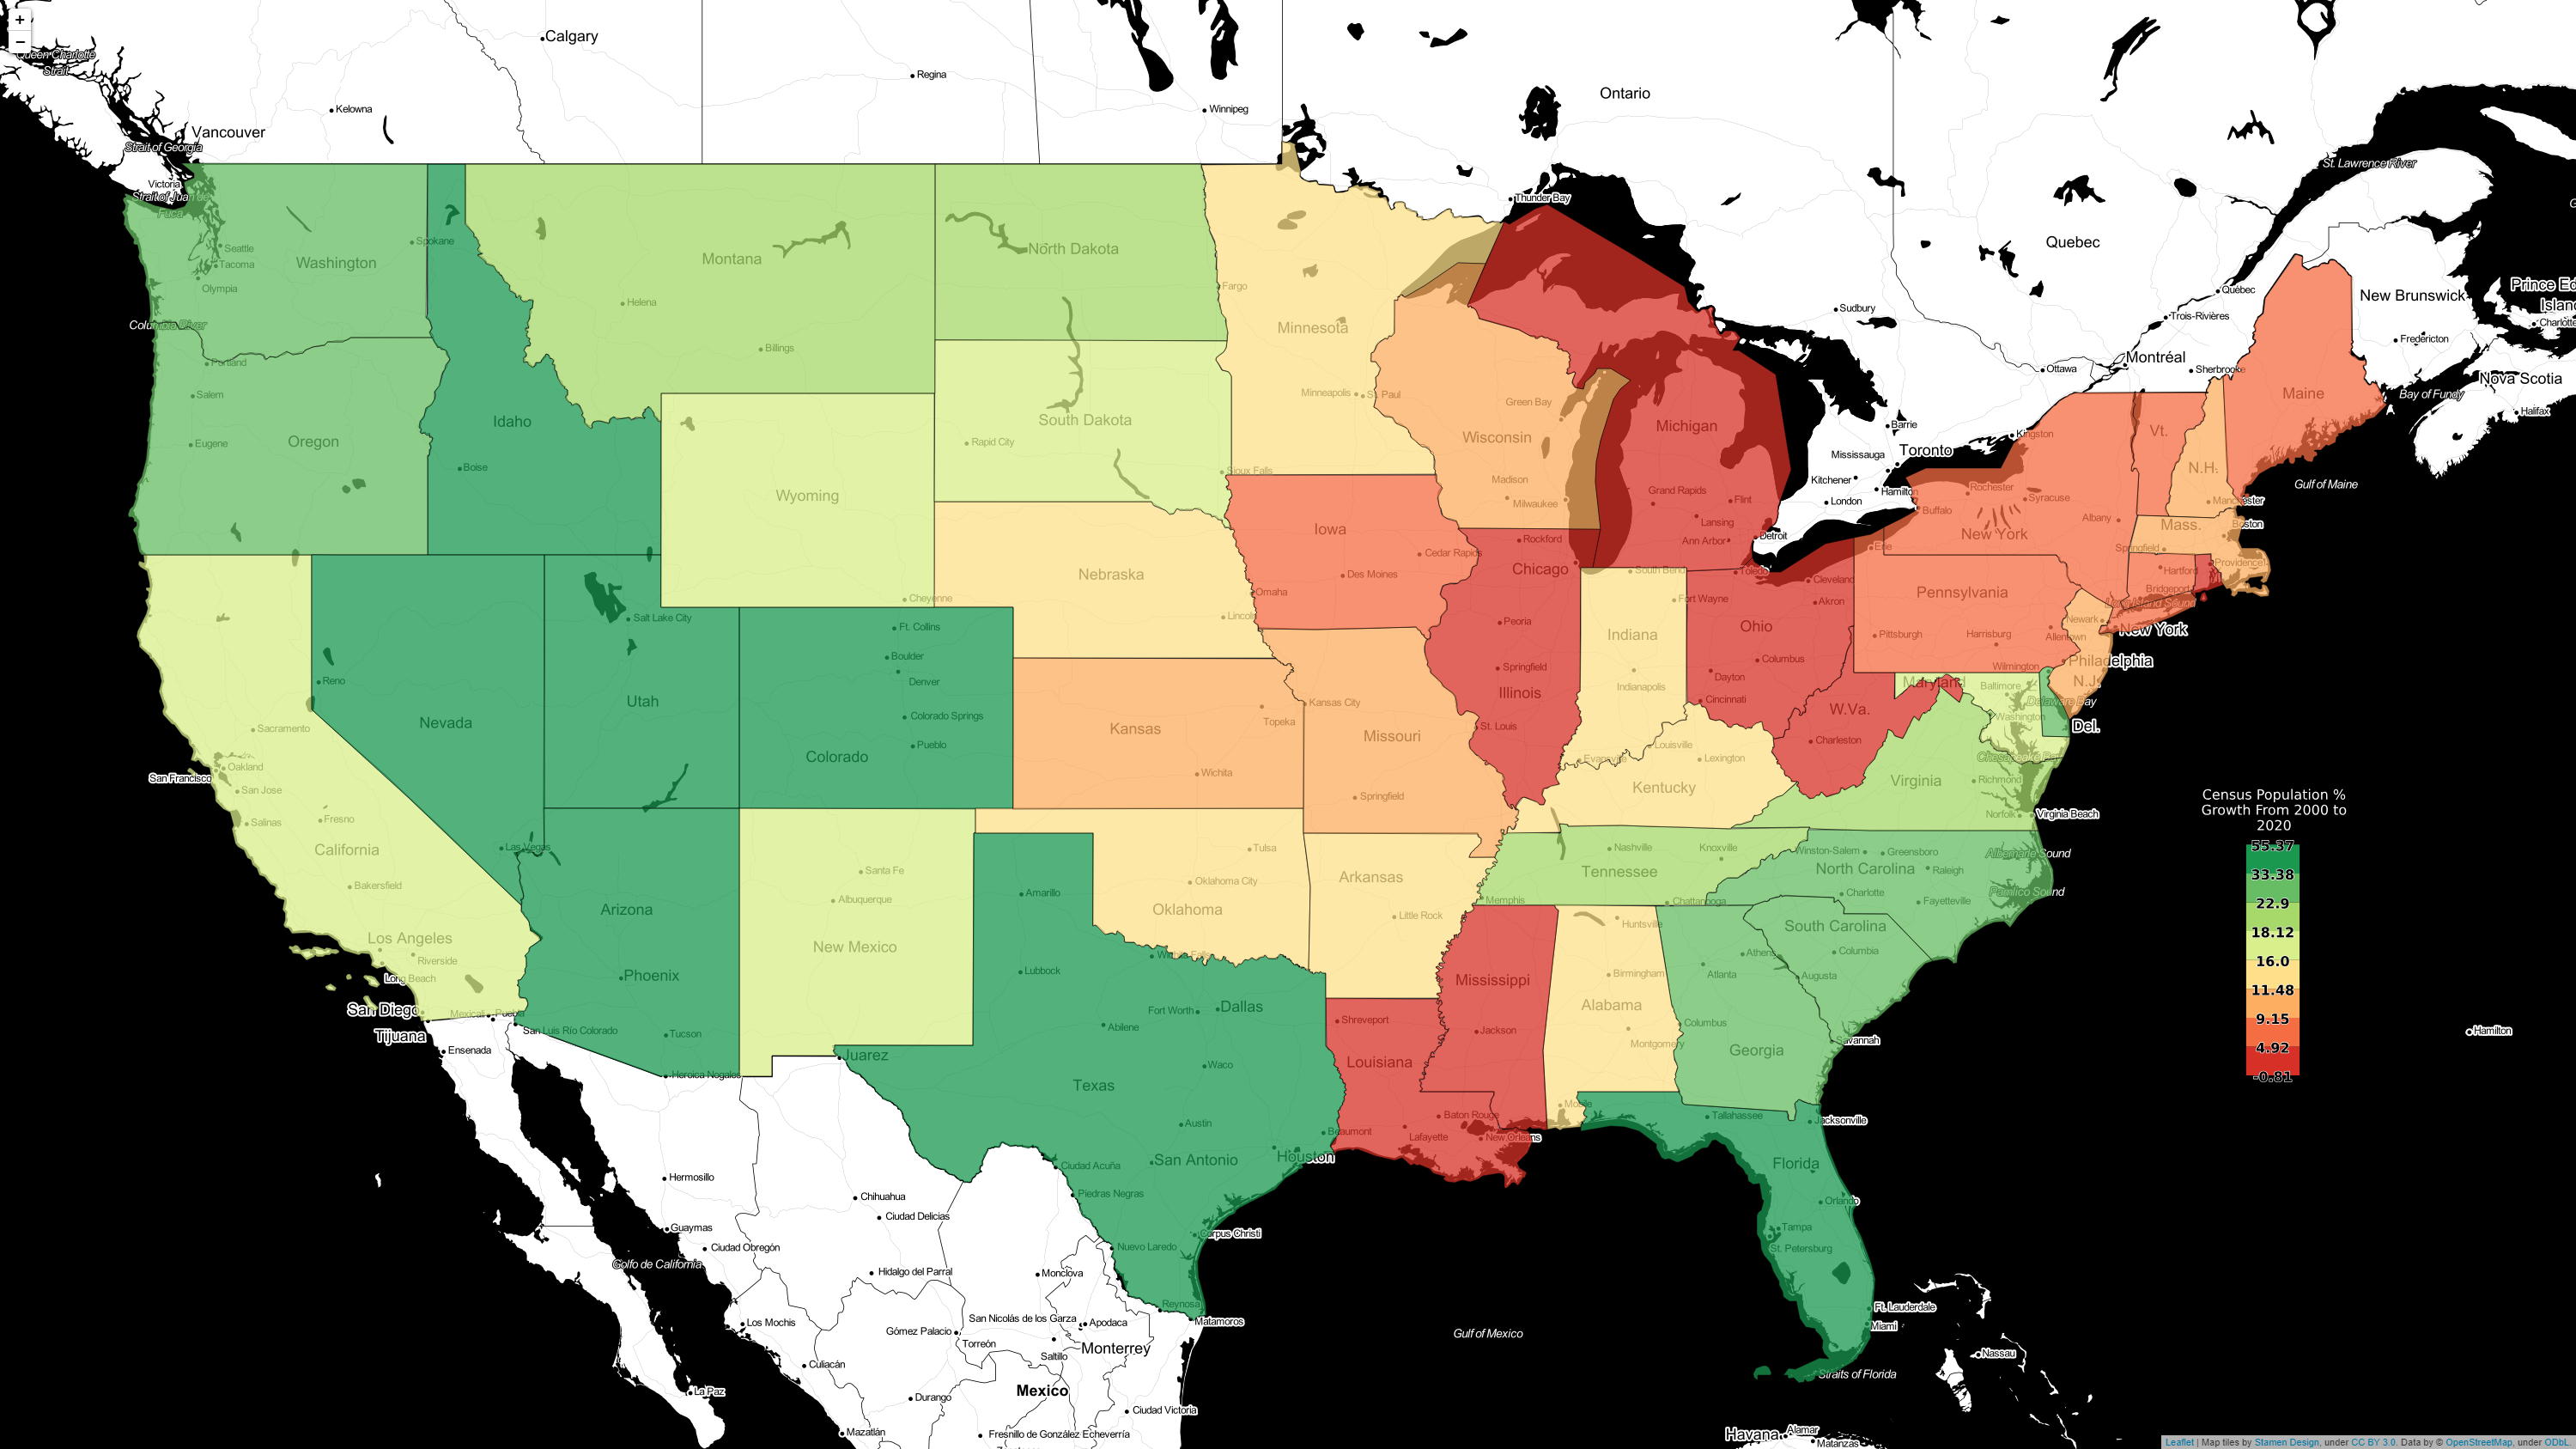 +
−
Calgary
Queen Charlotte
Strait
Regina
Kelowna
Winnipeg
Ontario
Vancouver
Strait of Georgia
Victoria
Strait of Juan de
Fuca
Thunder Bay
St. Lawrence River
Seattle
Spokane
Tacoma
Washington
Olympia
Montana
North Dakota
Quebec
Helena
Fargo
Québec
New Brunswick
Prince Ed
Islan
Charlotte
Columbia River
Minnesota
Sudbury
Trois-Rivières
Fredericton
Portland
Billings
Ottawa
Montréal
Sherbrooke
Nova Scotia
Salem
Minneapolis
St. Paul
Green Bay
Maine
Bay of Fundy
Halifax
Idaho
South Dakota
Wisconsin
Michigan
Barrie
Kingston
Vt.
Eugene
Oregon
Rapid City
Toronto
Mississauga
Boise
Sioux Falls
Madison
Kitchener
Hamilton
N.H.
Gulf of Maine
Wyoming
Milwaukee
Grand Rapids
Flint
London
Rochester
Syracuse
Manchester
Lansing
Buffalo
Albany
Mass.
Boston
Iowa
Rockford
Ann Arbor
Detroit
New York
Cedar Rapids
Erie
Springfield
Providence
Nebraska
Des Moines
Chicago
South Bend
Toledo
Cleveland
Hartford
Bridgeport
Cheyenne
Omaha
Fort Wayne
Akron
Pennsylvania
Long Island Sound
Salt Lake City
Ft. Collins
Lincoln
Peoria
Indiana
Ohio
Pittsburgh
Harrisburg
Allentown
Newark
New York
Boulder
Denver
Springfield
Columbus
Wilmington
Philadelphia
Reno
Illinois
Indianapolis
Dayton
Maryland
Baltimore
N.J.
Utah
Kansas City
Cincinnati
W.Va.
Delaware Bay
Nevada
Colorado Springs
Kansas
Topeka
Missouri
St. Louis
Washington
Del.
Sacramento
Pueblo
Louisville
Charleston
Colorado
Evansville
Lexington
Chesapeake Bay
Oakland
San Francisco
Wichita
Kentucky
Virginia
Richmond
San Jose
Springfield
Norfolk
Virginia Beach
Census Population %
Growth From 2000 to
2020
Salinas
Fresno
California
Las Vegas
Tulsa
Nashville
Knoxville
Winston-Salem
Greensboro
Albemarle Sound
55.37
Santa Fe
Arkansas
Tennessee
North Carolina
Raleigh
33.38
Bakersfield
Amarillo
Oklahoma City
Charlotte
Pamlico Sound
Albuquerque
Memphis
Chattanooga
Fayetteville
22.9
Arizona
Oklahoma
Little Rock
Huntsville
South Carolina
18.12
Los Angeles
New Mexico
Wichita Falls
Athens
Columbia
Riverside
Lubbock
Birmingham
Atlanta
16.0
Long Beach
Phoenix
Mississippi
Augusta
11.48
San Diego
Mexicali
Puebla
Fort Worth
Dallas
Alabama
9.15
Tijuana
San Luis Río Colorado
Tucson
Abilene
Shreveport
Jackson
Columbus
Hamilton
Ensenada
Juarez
Montgomery
Georgia
Savannah
4.92
Heroica Nogales
Waco
Louisiana
-0.81
Texas
Mobile
Austin
Baton Rouge
Tallahassee
Jacksonville
Beaumont
Lafayette
New Orleans
Ciudad Acuña
San Antonio
Houston
Florida
Hermosillo
Piedras Negras
Chihuahua
Orlando
Ciudad Delicias
Guaymas
Corpus Christi
Tampa
Ciudad Obregón
Nuevo Laredo
St. Petersburg
Golfo de California
Hidalgo del Parral
Monclova
Reynosa
Ft. Lauderdale
Los Mochis
San Nicolás de los Garza
Apodaca
Matamoros
Miami
Gómez Palacio
Torreón
Gulf of Mexico
Saltillo
Monterrey
Nassau
Culiacán
Straits of Florida
La Paz
Durango
Mexico
Ciudad Victoria
Mazatlán
Fresnillo de González Echeverría
Havana
Alamar
Matanzas
Leaflet | Map tiles by Stamen Design, under CC BY 3.0. Data by © OpenStreetMap, under ODbL.